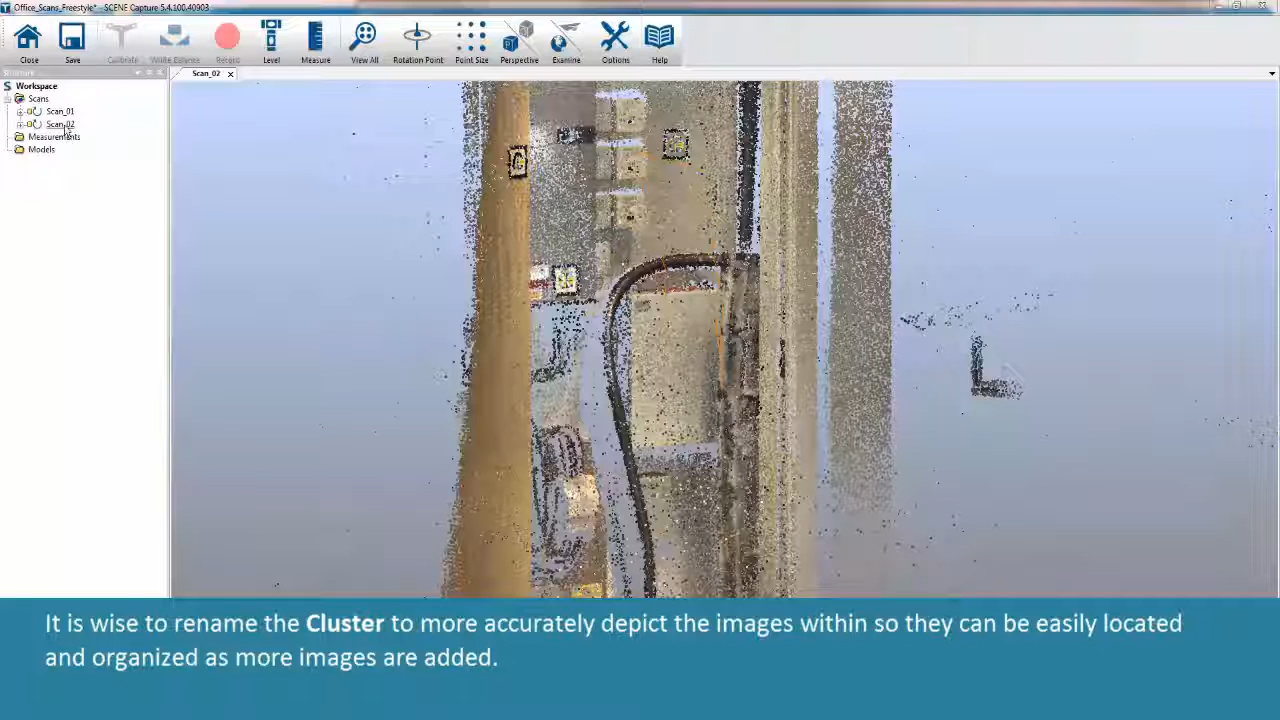 Office_Scans_Freestyle* - SCENE Capture 5.4.100.40903
Close Save Calibrate White Balance Record Level Measure View All Rotation Point Point Size Perspective Examine Options Help
Structure
Scan_02
Workspace
Scans
Scan_01
Scan_02
Measurements
Models
It is wise to rename the Cluster to more accurately depict the images within so they can be easily located
and organized as more images are added.